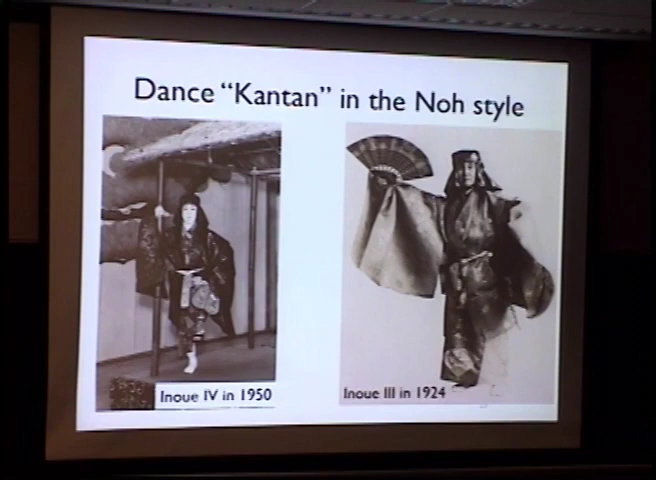 Dance “Kantan” in the Noh style
Inoue IV in 1950
Inoue III in 1924